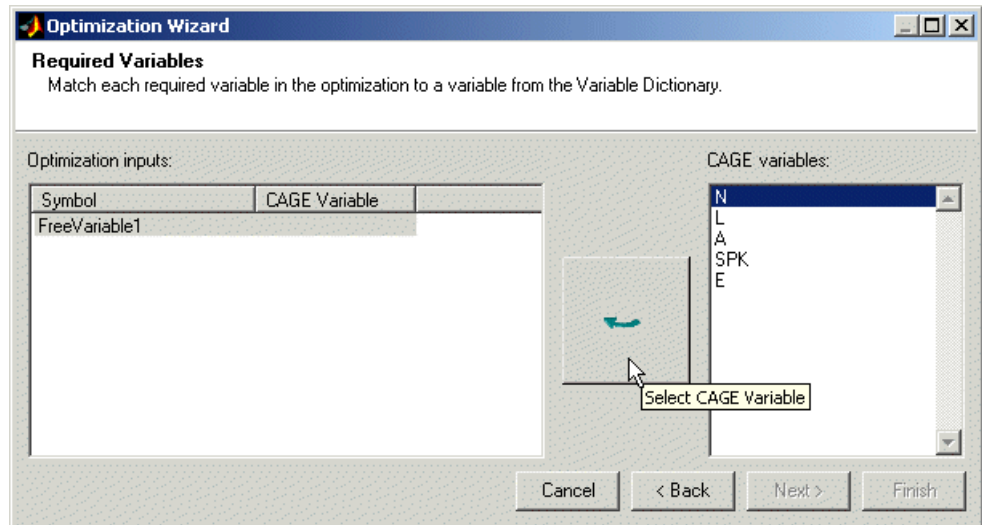 Optimization Wizard
Required Variables
Match each required variable in the optimization to a variable from the Variable Dictionary.
Optimization inputs:
CAGE variables:
Symbol CAGE Variable
FreeVariable1
N
L
A
SPK
E
Select CAGE Variable
Cancel < Back Next > Finish